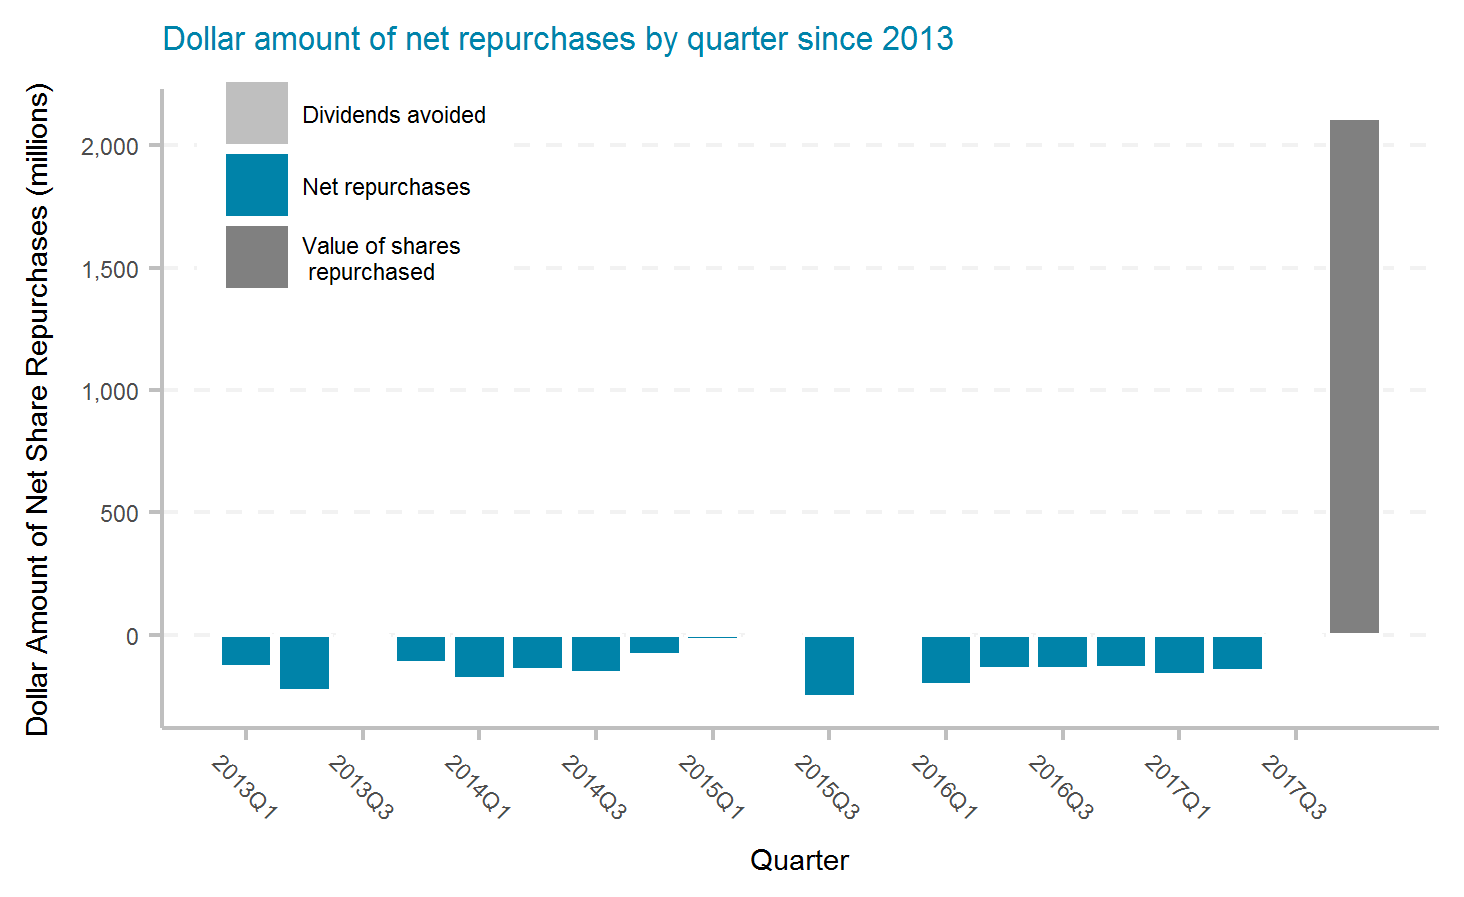 Dollar amount of net repurchases by quarter since 2013
Dollar Amount of Net Share Repurchases (millions)
Dividends avoided
Net repurchases
Value of shares
repurchased
2,000
1,500
1,000
500
0
2013Q1
2013Q3
2014Q1
2014Q3
2015Q1
2015Q3
2016Q1
2016Q3
2017Q1
2017Q3
Quarter